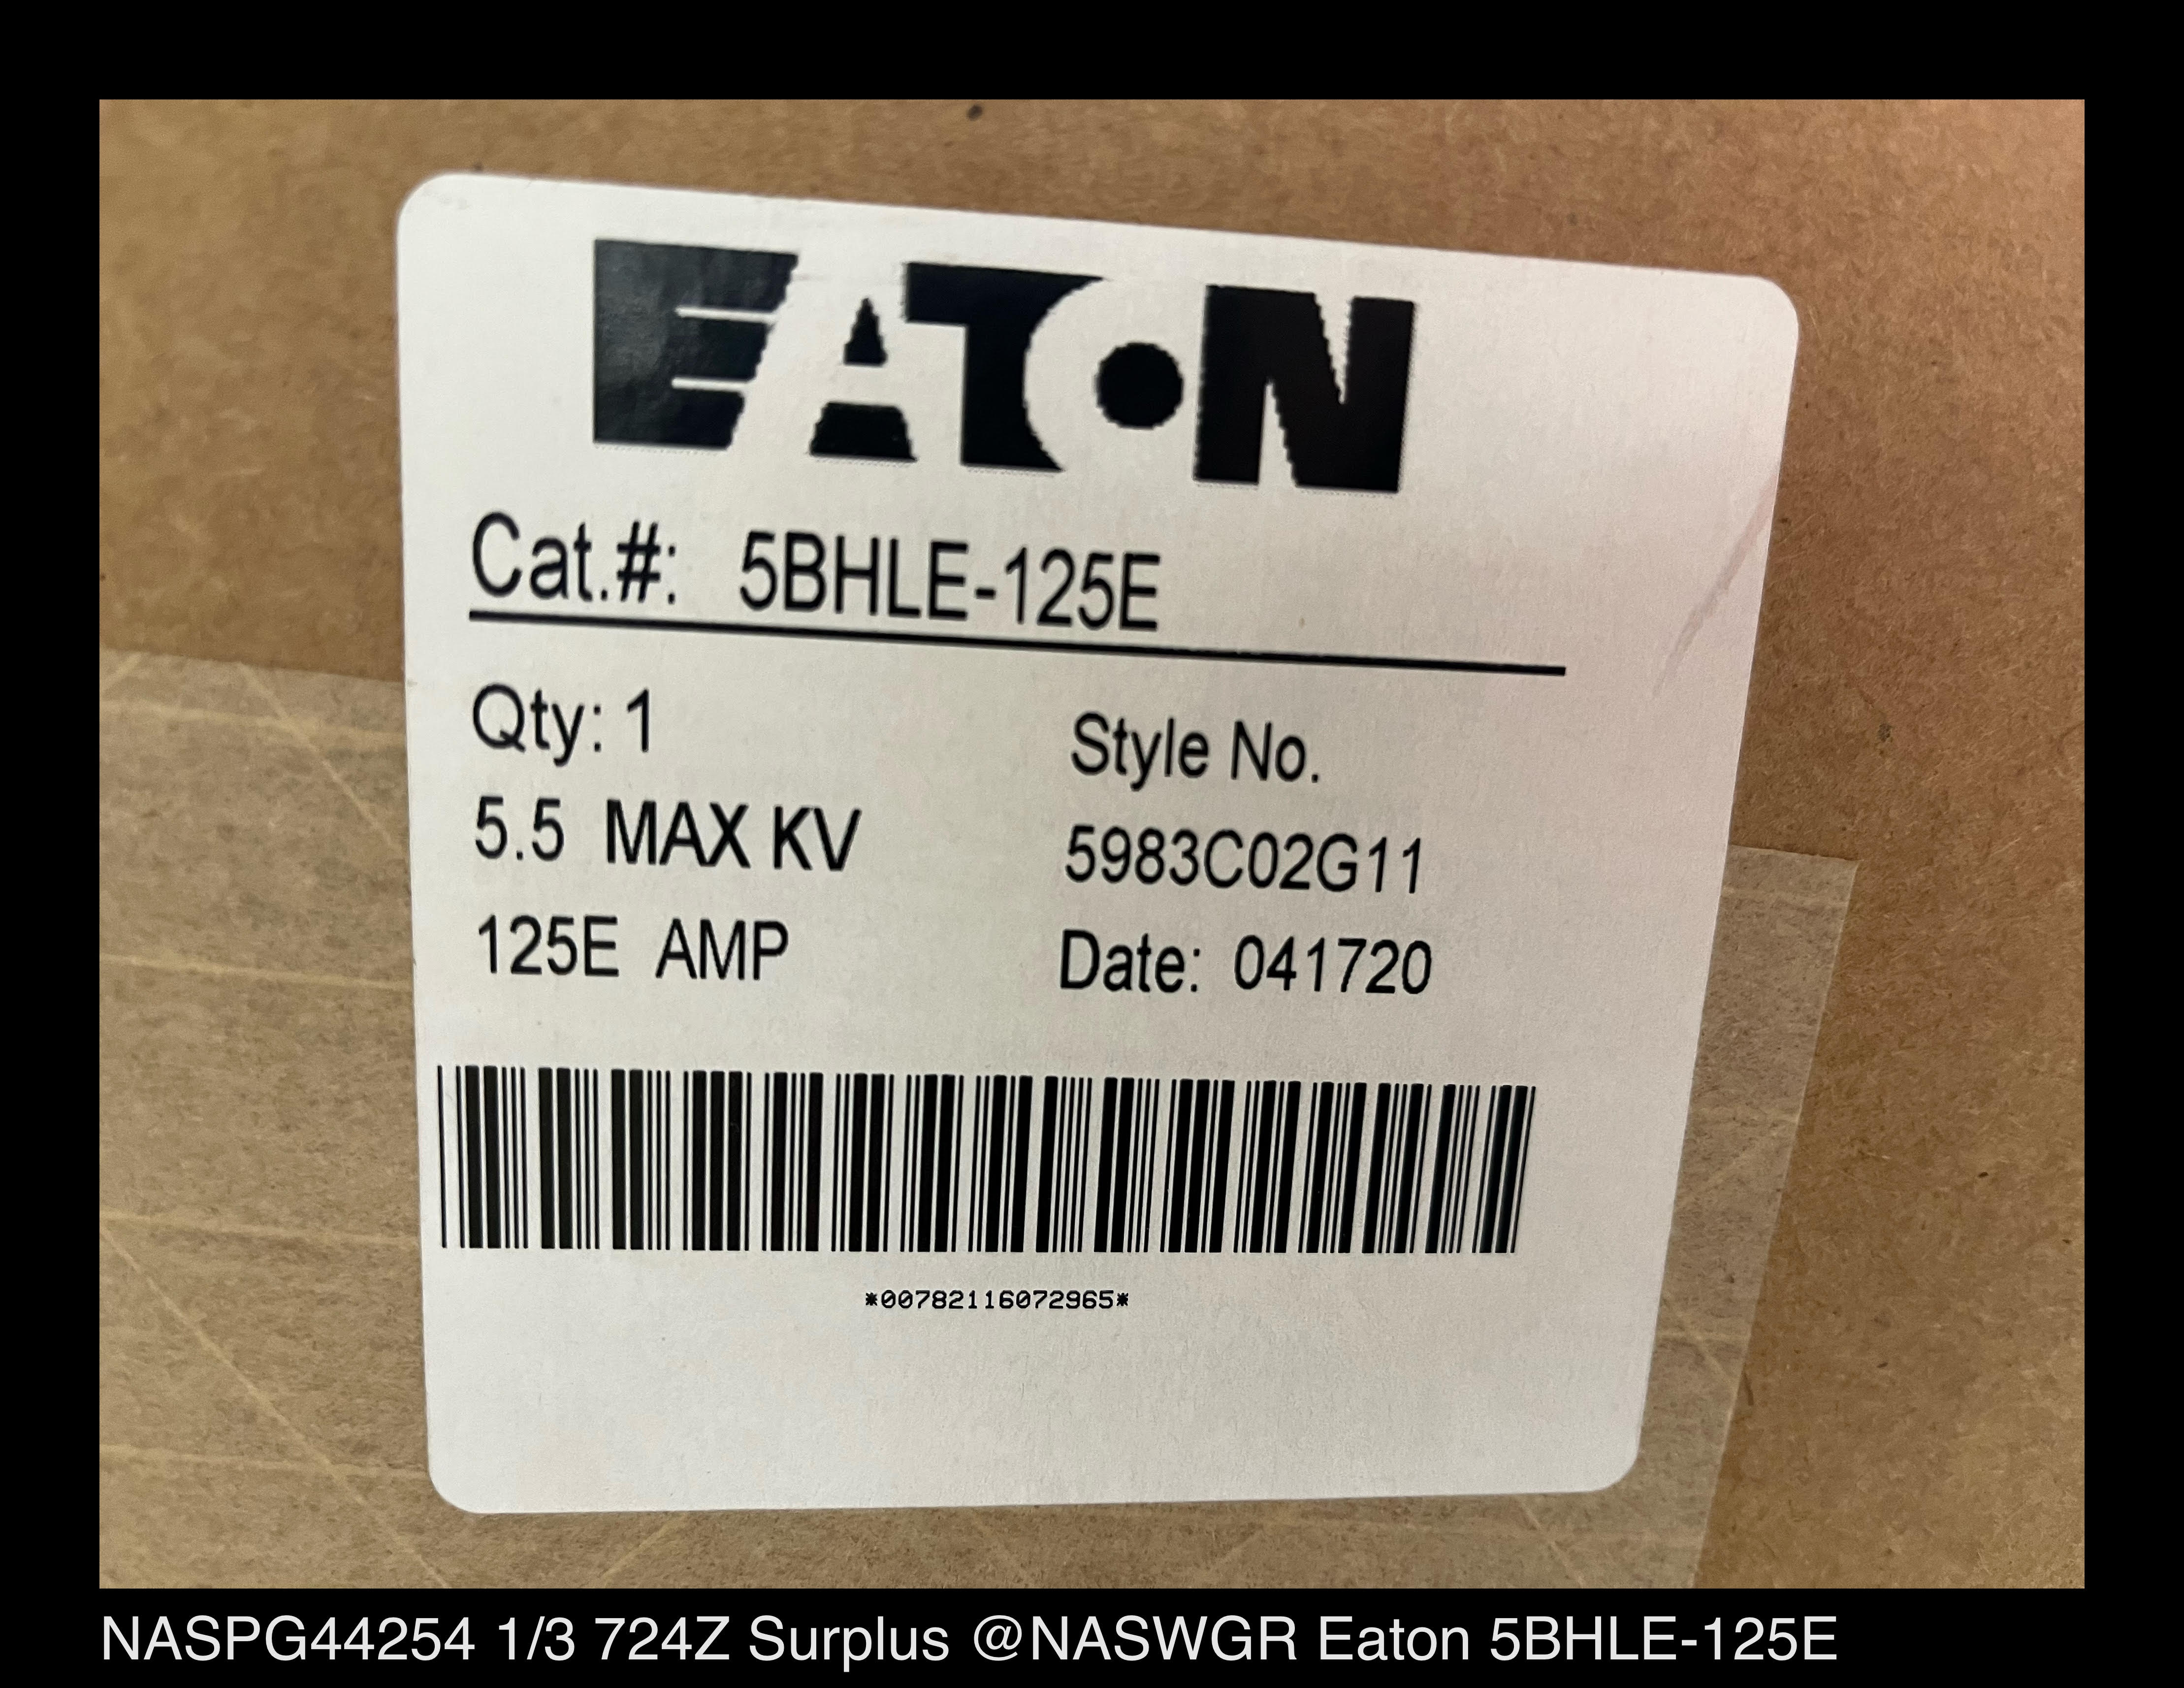 EATON
Cat.#: 5BHLE-125E
Qty: 1
5.5 MAX KV
125E AMP
Style No.
5983C02G11
Date: 041720
*00782116072965*
NASPG44254 1/3 724Z Surplus @NASWGR Eaton 5BHLE-125E